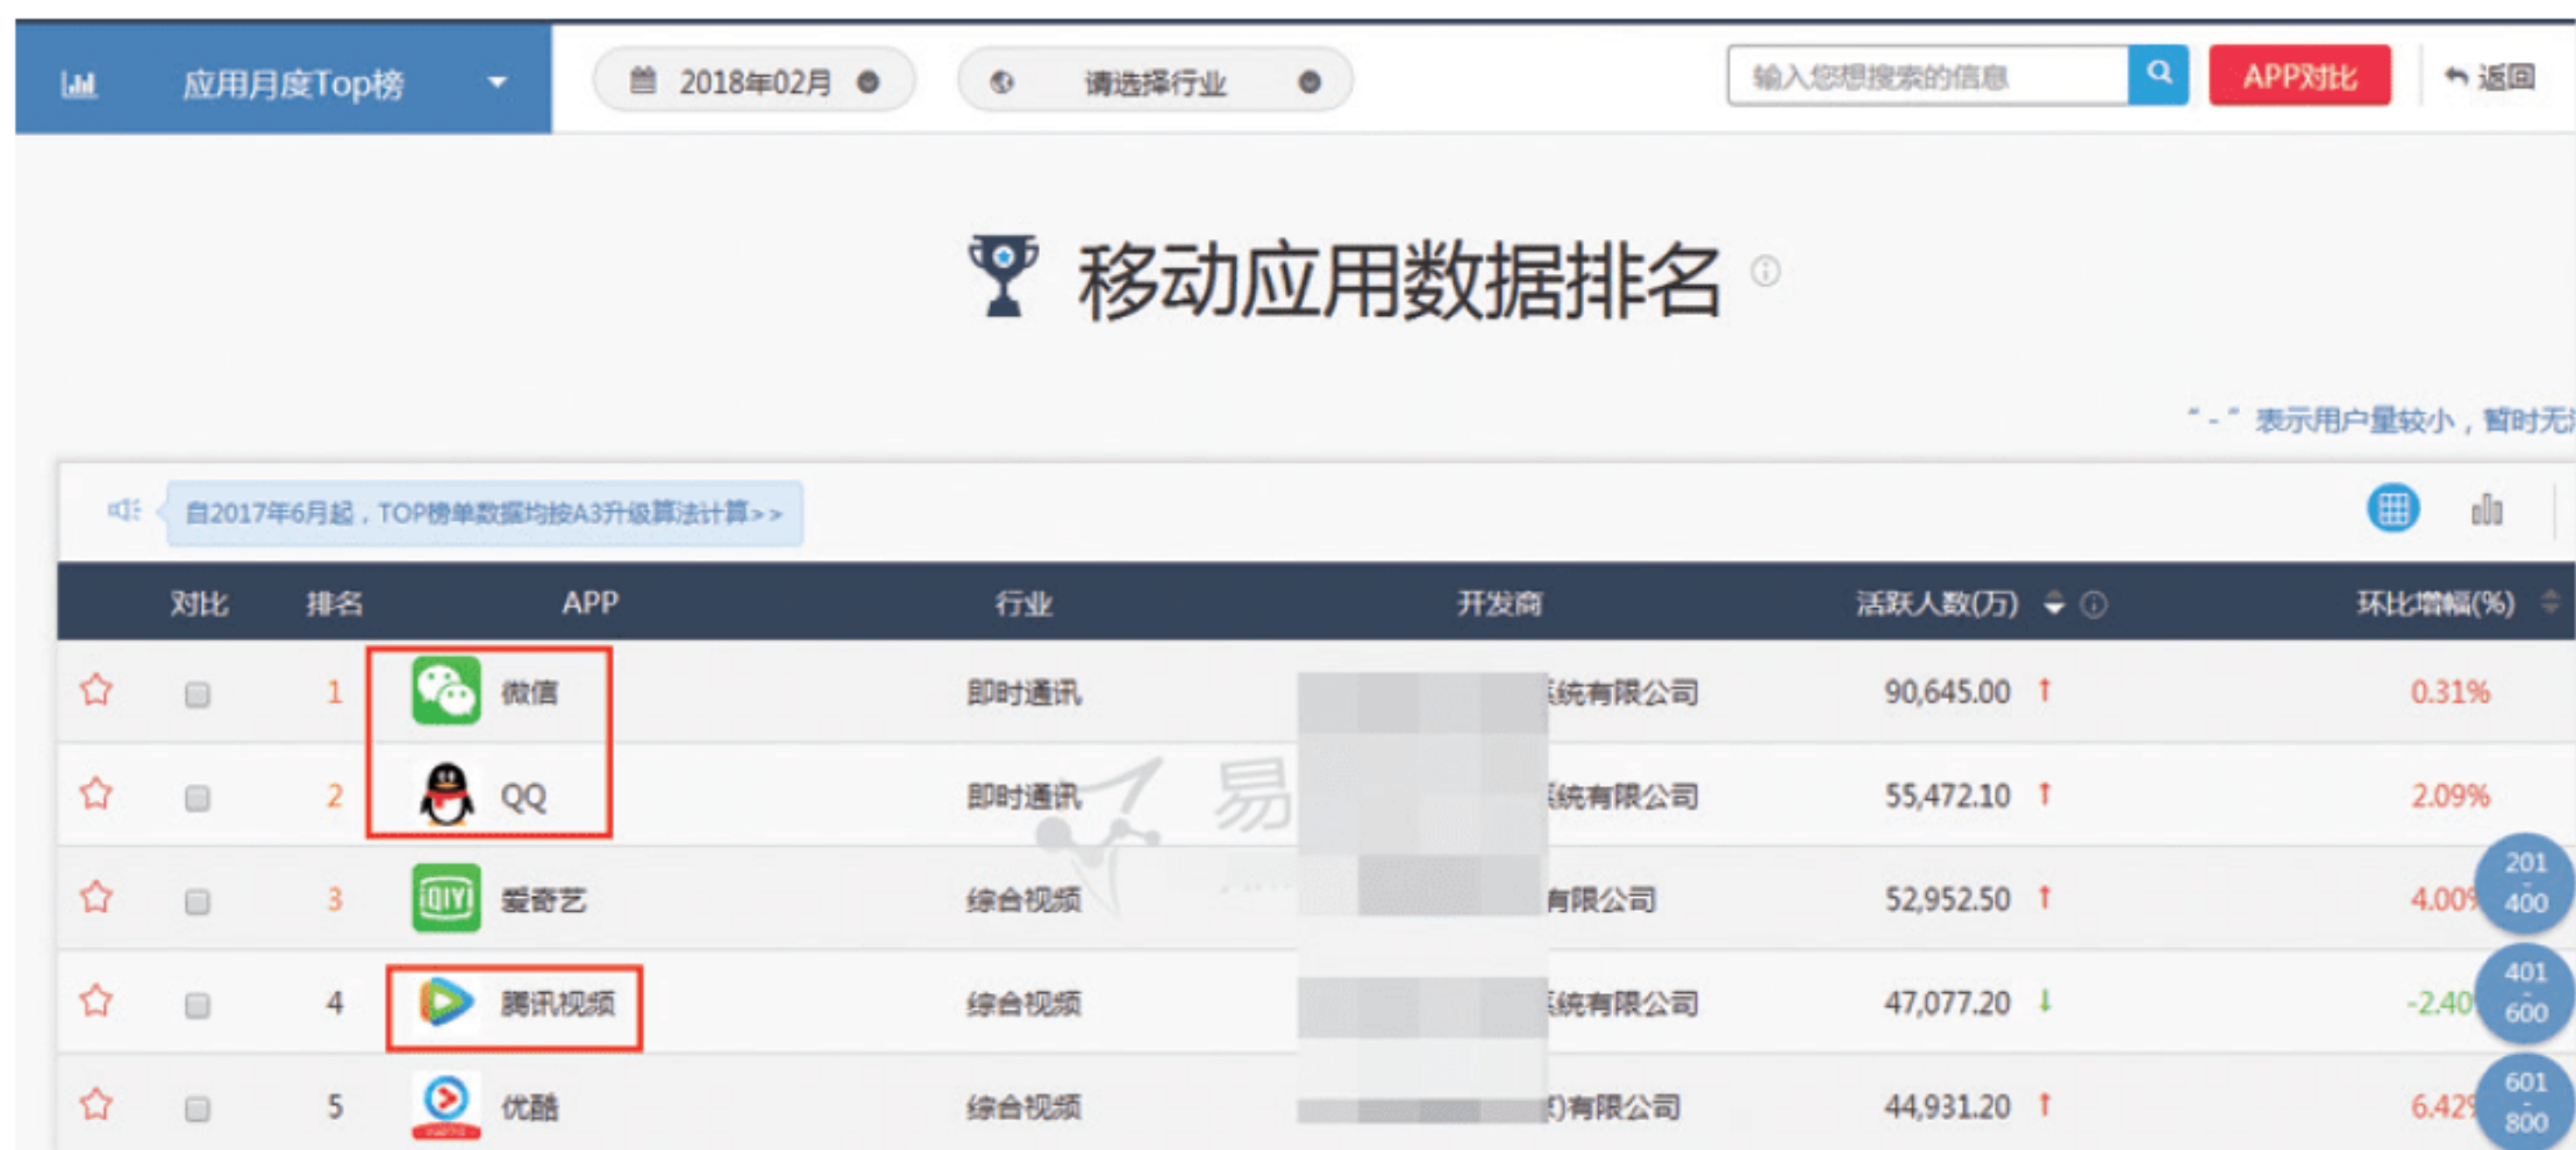 应用月度Top榜 2018年02月 请选择行业 输入您想搜索的信息 APP对比 返回
移动应用数据排名
“-” 表示用户量较小，暂时无
自2017年6月起，TOP榜单数据均按A3升级算法计算>>
对比 排名 APP 行业 开发商 活跃人数(万) 环比增幅(%)
1 微信 即时通讯 统有限公司 90,645.00 ↑ 0.31%
2 QQ 即时通讯 统有限公司 55,472.10 ↑ 2.09%
易
3 QIYI 爱奇艺 综合视频 有限公司 52,952.50 ↑ 4.00%
201-400
4 腾讯视频 综合视频 统有限公司 47,077.20 ↓ -2.40
401-600
5 优酷 综合视频 )有限公司 44,931.20 ↑ 6.42%
601-800